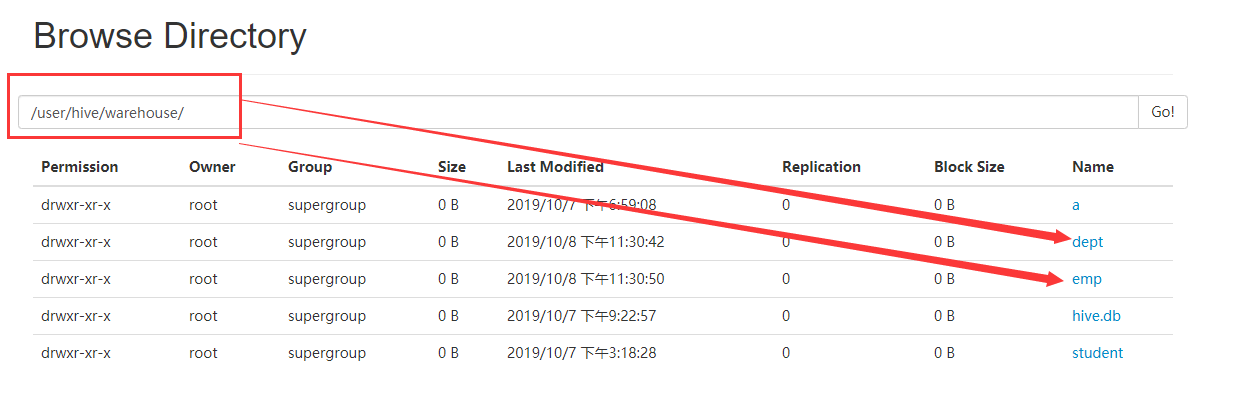 Browse Directory
/user/hive/warehouse/ Go!
Permission Owner Group Size Last Modified Replication Block Size Name
drwxr-xr-x root supergroup 0 B 2019/10/7 下午6:59:08 0 0 B a
drwxr-xr-x root supergroup 0 B 2019/10/8 下午11:30:42 0 0 B dept
drwxr-xr-x root supergroup 0 B 2019/10/8 下午11:30:50 0 0 B emp
drwxr-xr-x root supergroup 0 B 2019/10/7 下午9:22:57 0 0 B hive.db
drwxr-xr-x root supergroup 0 B 2019/10/7 下午3:18:28 0 0 B student